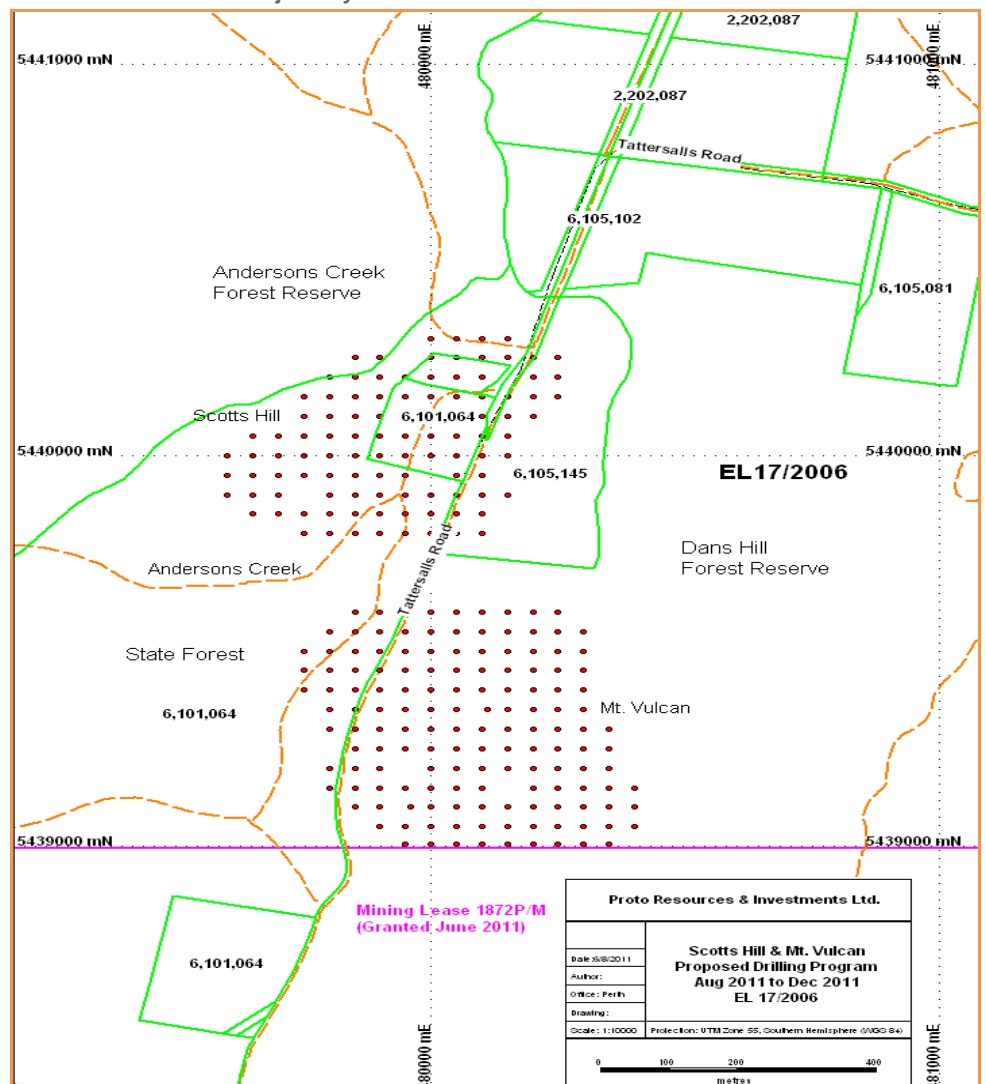 2,202,087
5441000 mN
480000 mE
481000 mE
5441000 mN
2,202,087
Tattersalls Road
6,105,102
Andersons Creek
Forest Reserve
6,105,081
Scotts Hill
6,101,064
5440000 mN
6,105,145
EL17/2006
5440000 mN
Dans Hill
Forest Reserve
Andersons Creek
Tattersalls Road
State Forest
6,101,064
Mt. Vulcan
5439000 mN
5439000 mN
Mining Lease 1872P/M
(Granted June 2011)
6,101,064
480000 mE
481000 mE
Proto Resources & Investments Ltd.
Date :6/8/2011
Author:
Office : Perth
Drawing :
Scale : 1:10000
Scotts Hill & Mt. Vulcan
Proposed Drilling Program
Aug 2011 to Dec 2011
EL 17/2006
Projection: UTM Zone 55, Southern Hemisphere (WGS 84)
0 100 200 400
metres